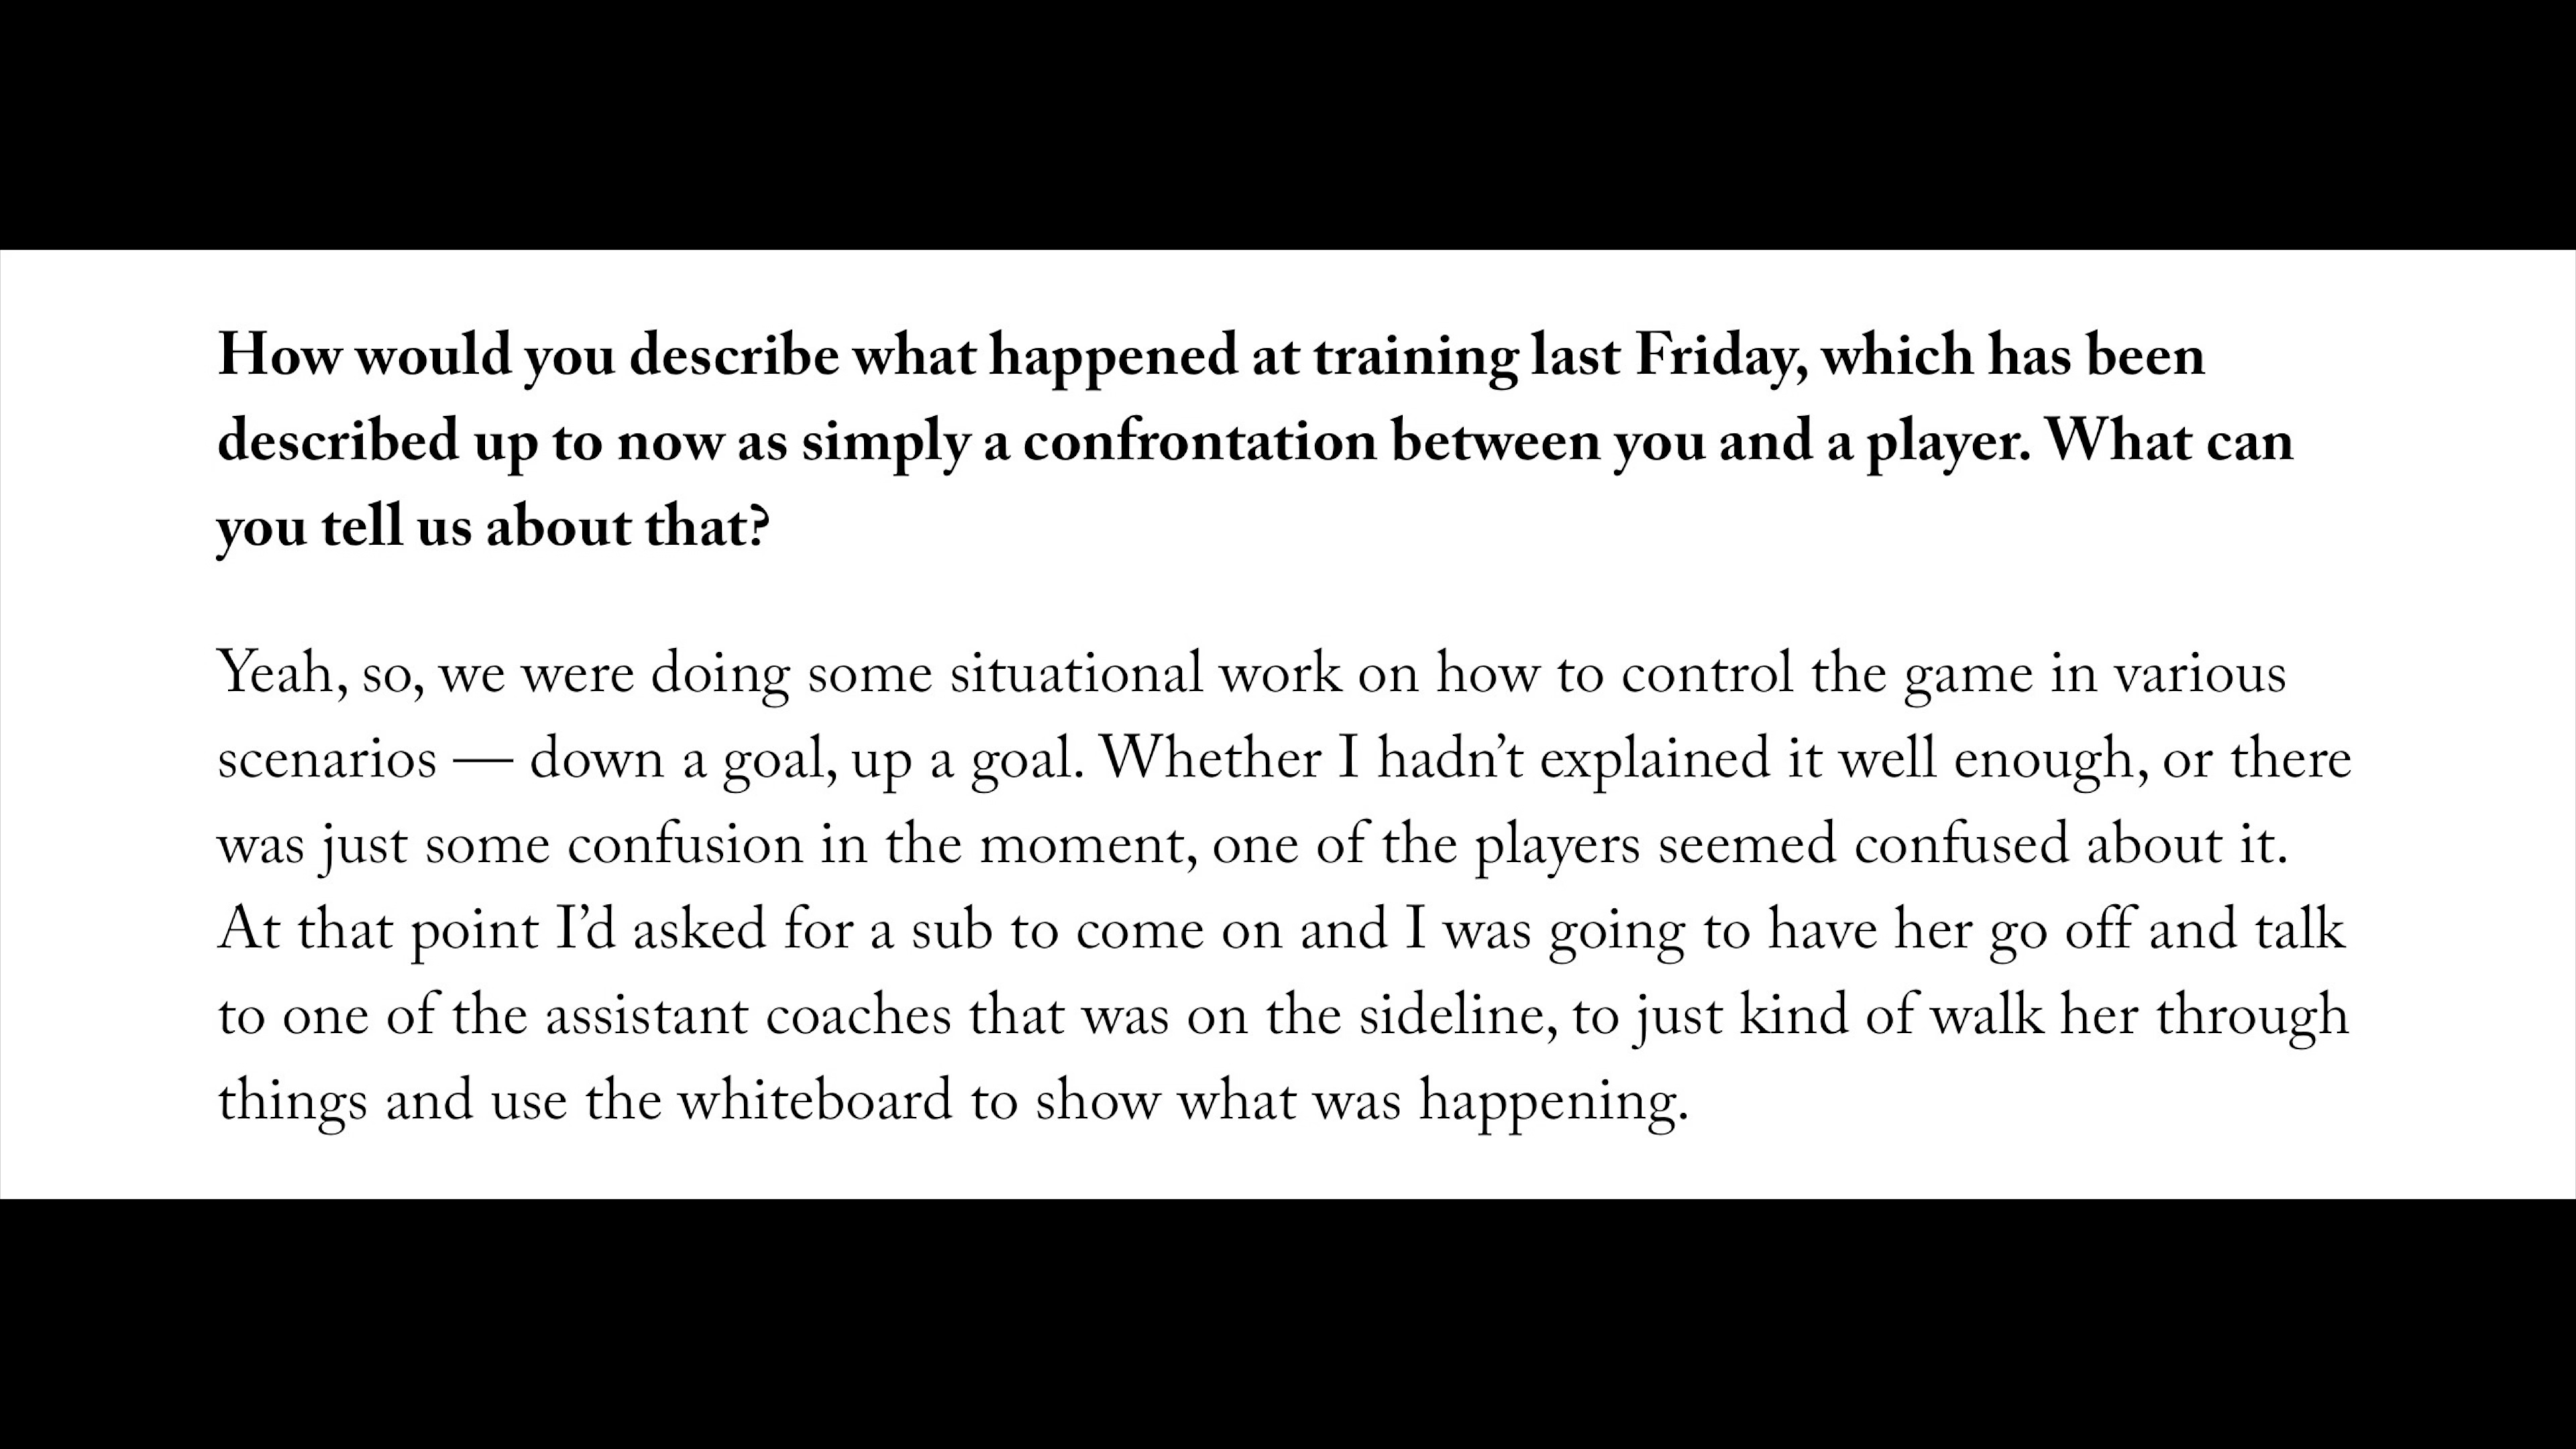 How would you describe what happened at training last Friday, which has been
described up to now as simply a confrontation between you and a player. What can
you tell us about that?
Yeah, so, we were doing some situational work on how to control the game in various
scenarios — down a goal, up a goal. Whether I hadn’t explained it well enough, or there
was just some confusion in the moment, one of the players seemed confused about it.
At that point I’d asked for a sub to come on and I was going to have her go off and talk
to one of the assistant coaches that was on the sideline, to just kind of walk her through
things and use the whiteboard to show what was happening.